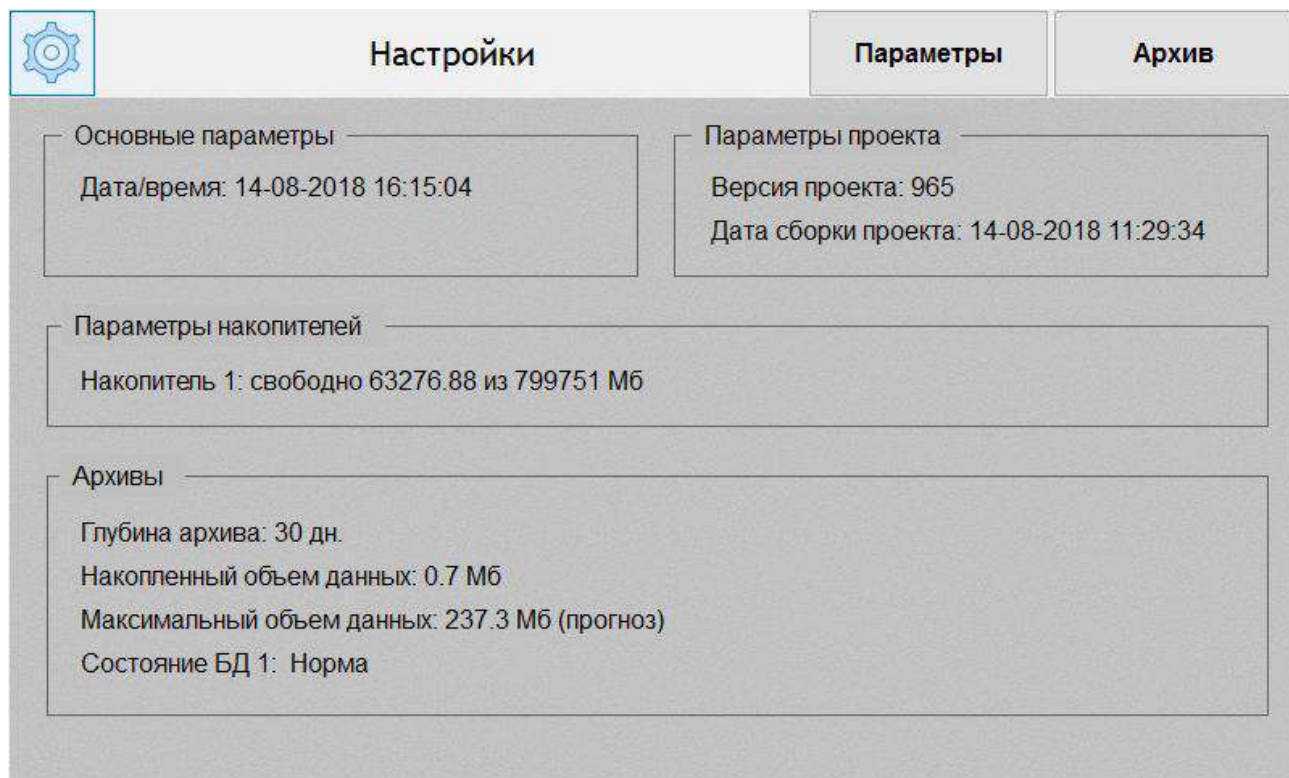 Настройки
Параметры
Архив
Основные параметры
Дата/время: 14-08-2018 16:15:04
Параметры проекта
Версия проекта: 965
Дата сборки проекта: 14-08-2018 11:29:34
Параметры накопителей
Накопитель 1: свободно 63276.88 из 799751 Мб
Архивы
Глубина архива: 30 дн.
Накопленный объем данных: 0.7 Мб
Максимальный объем данных: 237.3 Мб (прогноз)
Состояние БД 1: Норма